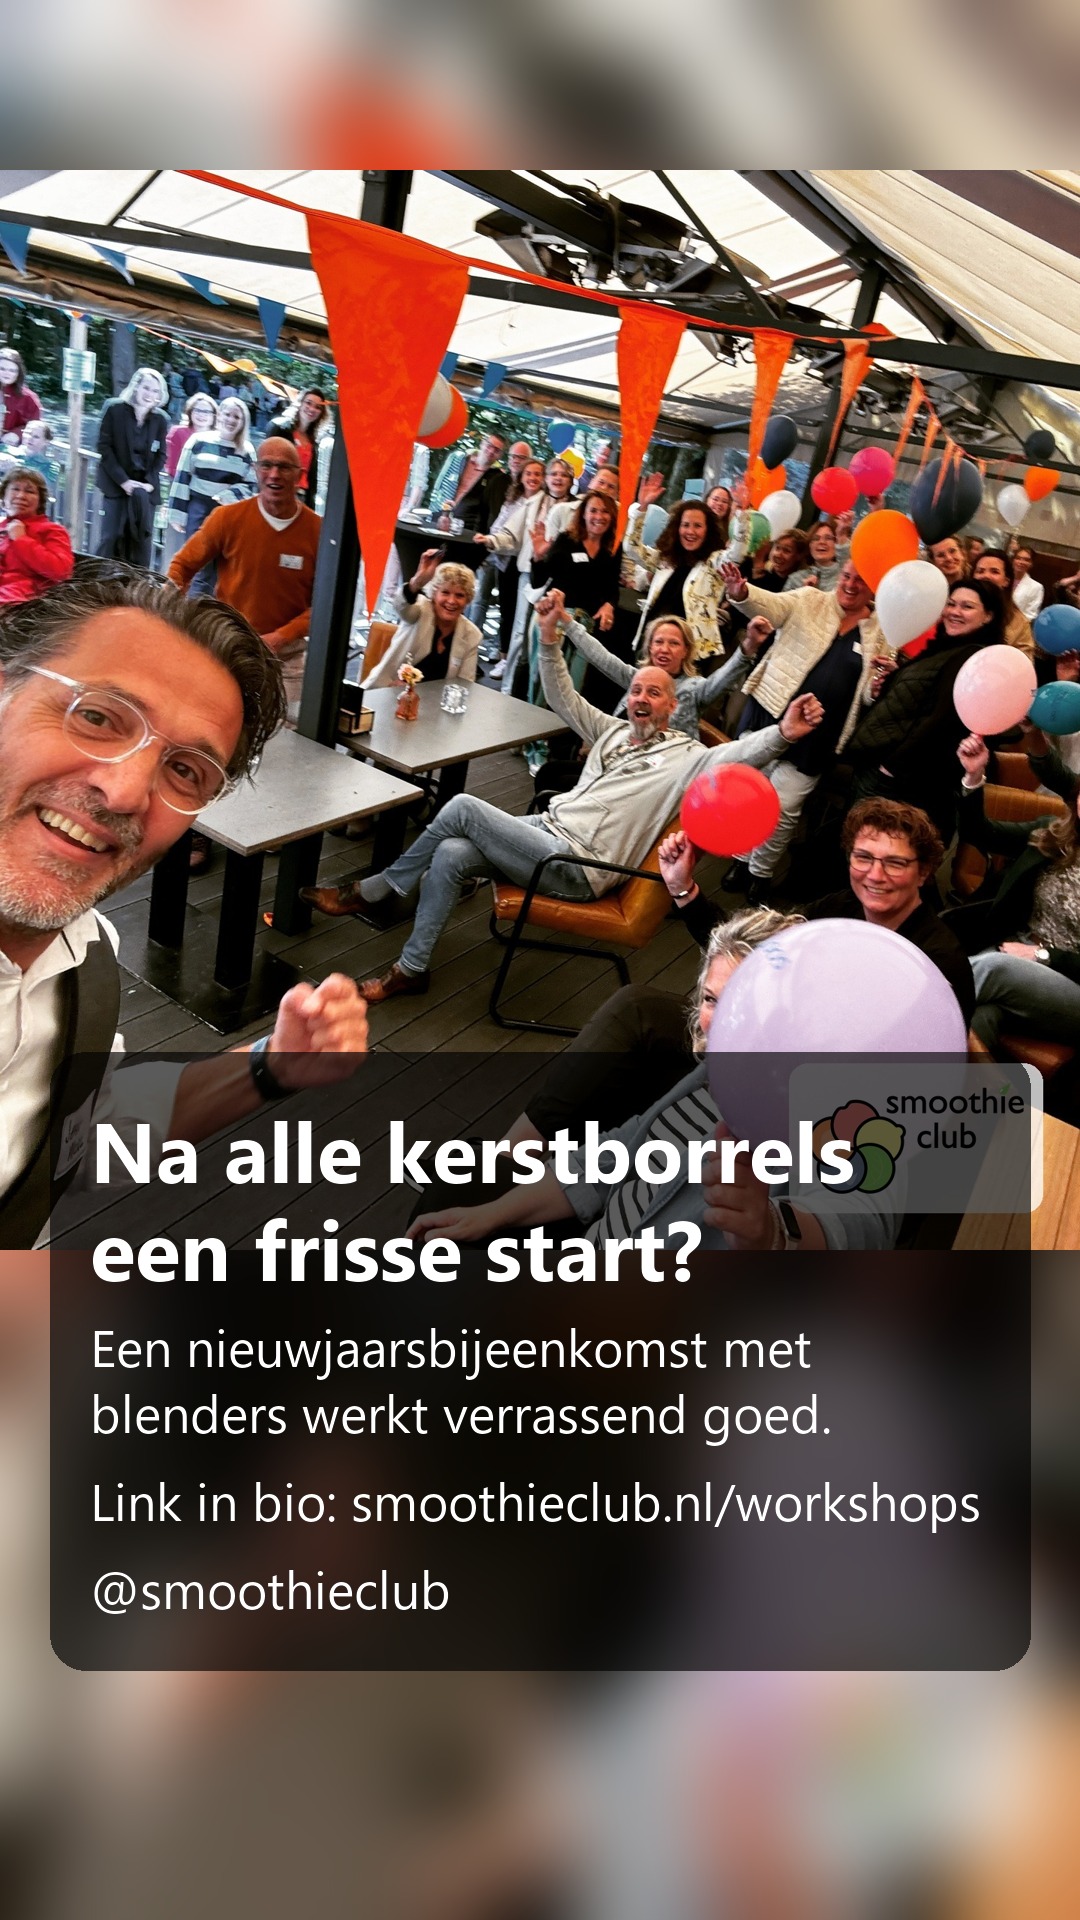 smoothie
club
Na alle kerstborrels
een frisse start?
Een nieuwjaarsbijeenkomst met
blenders werkt verrassend goed.
Link in bio: smoothieclub.nl/workshops
@smoothieclub